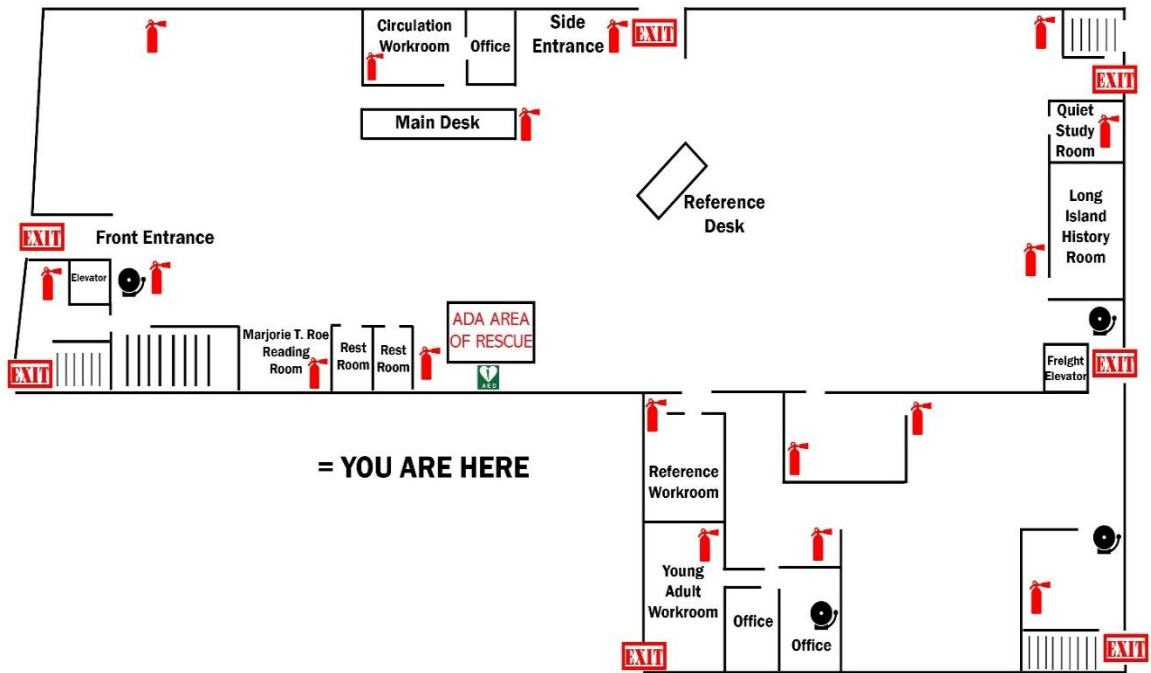 Circulation
Workroom
Office
Side
Entrance
EXIT
EXIT
Main Desk
Quiet
Study
Room
Reference
Desk
Long
Island
History
Room
EXIT
Front Entrance
Elevator
ADA AREA
OF RESCUE
Marjorie T. Roe
Reading
Room
Rest
Room
Rest
Room
AED
Freight
Elevator
EXIT
EXIT
= YOU ARE HERE
Reference
Workroom
Young
Adult
Workroom
Office
Office
EXIT
EXIT